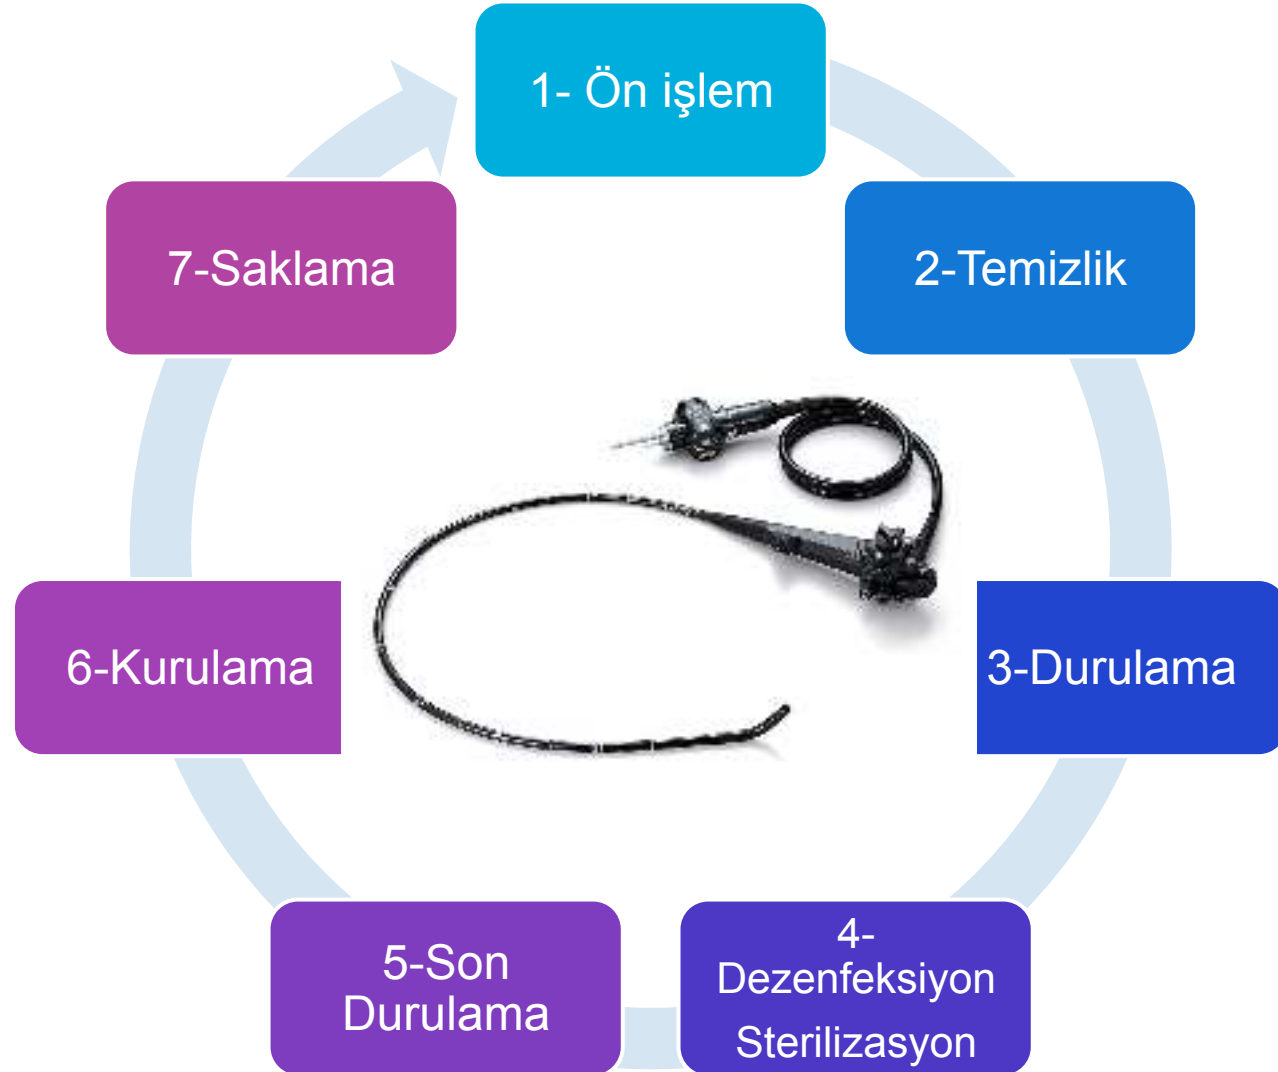 1- Ön işlem
2-Temizlik
3-Durulama
4-
Dezenfeksiyon
Sterilizasyon
5-Son
Durulama
6-Kurulama
7-Saklama